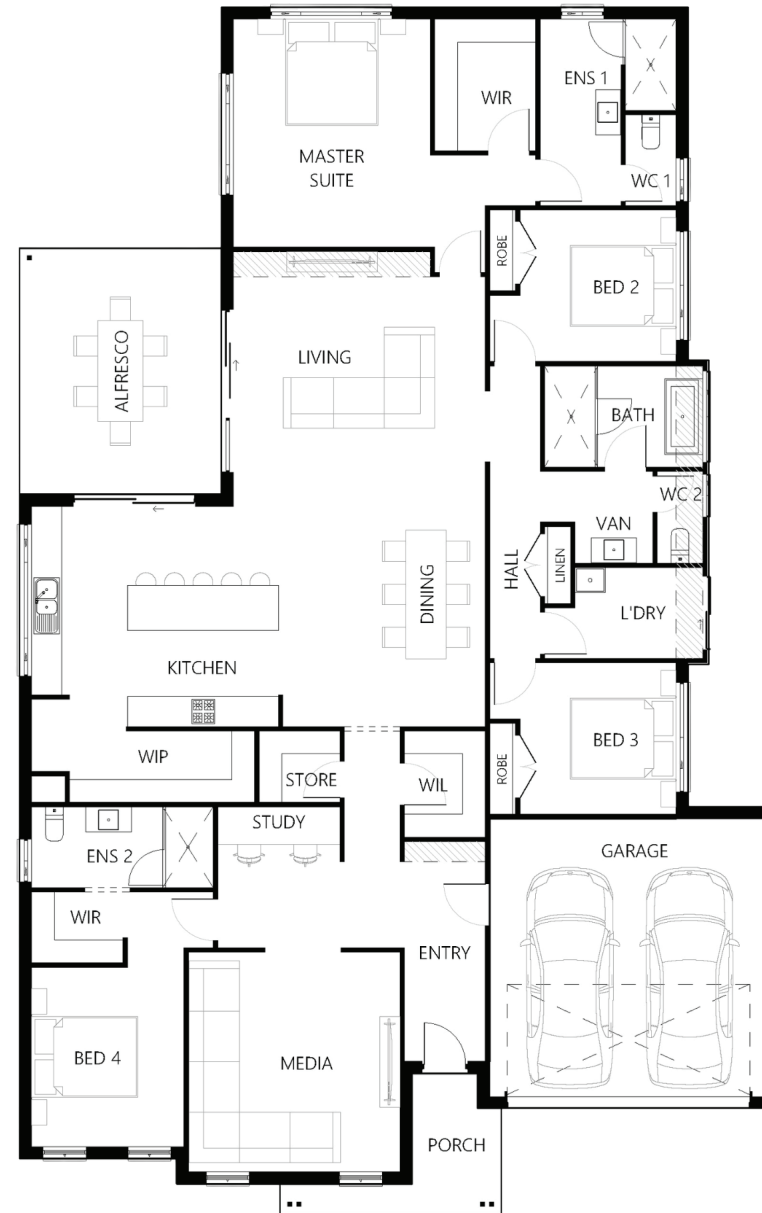 ENS 1
WIR
MASTER
SUITE
WC 1
ROBE
BED 2
LIVING
ALFRESCO
BATH
WC 2
VAN
HALL
LINEN
DINING
L'DRY
KITCHEN
BED 3
ROBE
WIP
STORE
WIL
STUDY
ENS 2
GARAGE
WIR
ENTRY
BED 4
MEDIA
PORCH